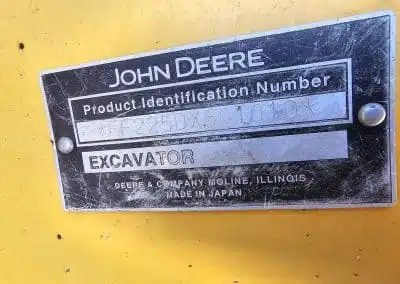 JOHN DEERE
Product Identification Number
EXCAVATOR
DEERE & COMPANY MOLINE, ILLINOIS
MADE IN JAPAN